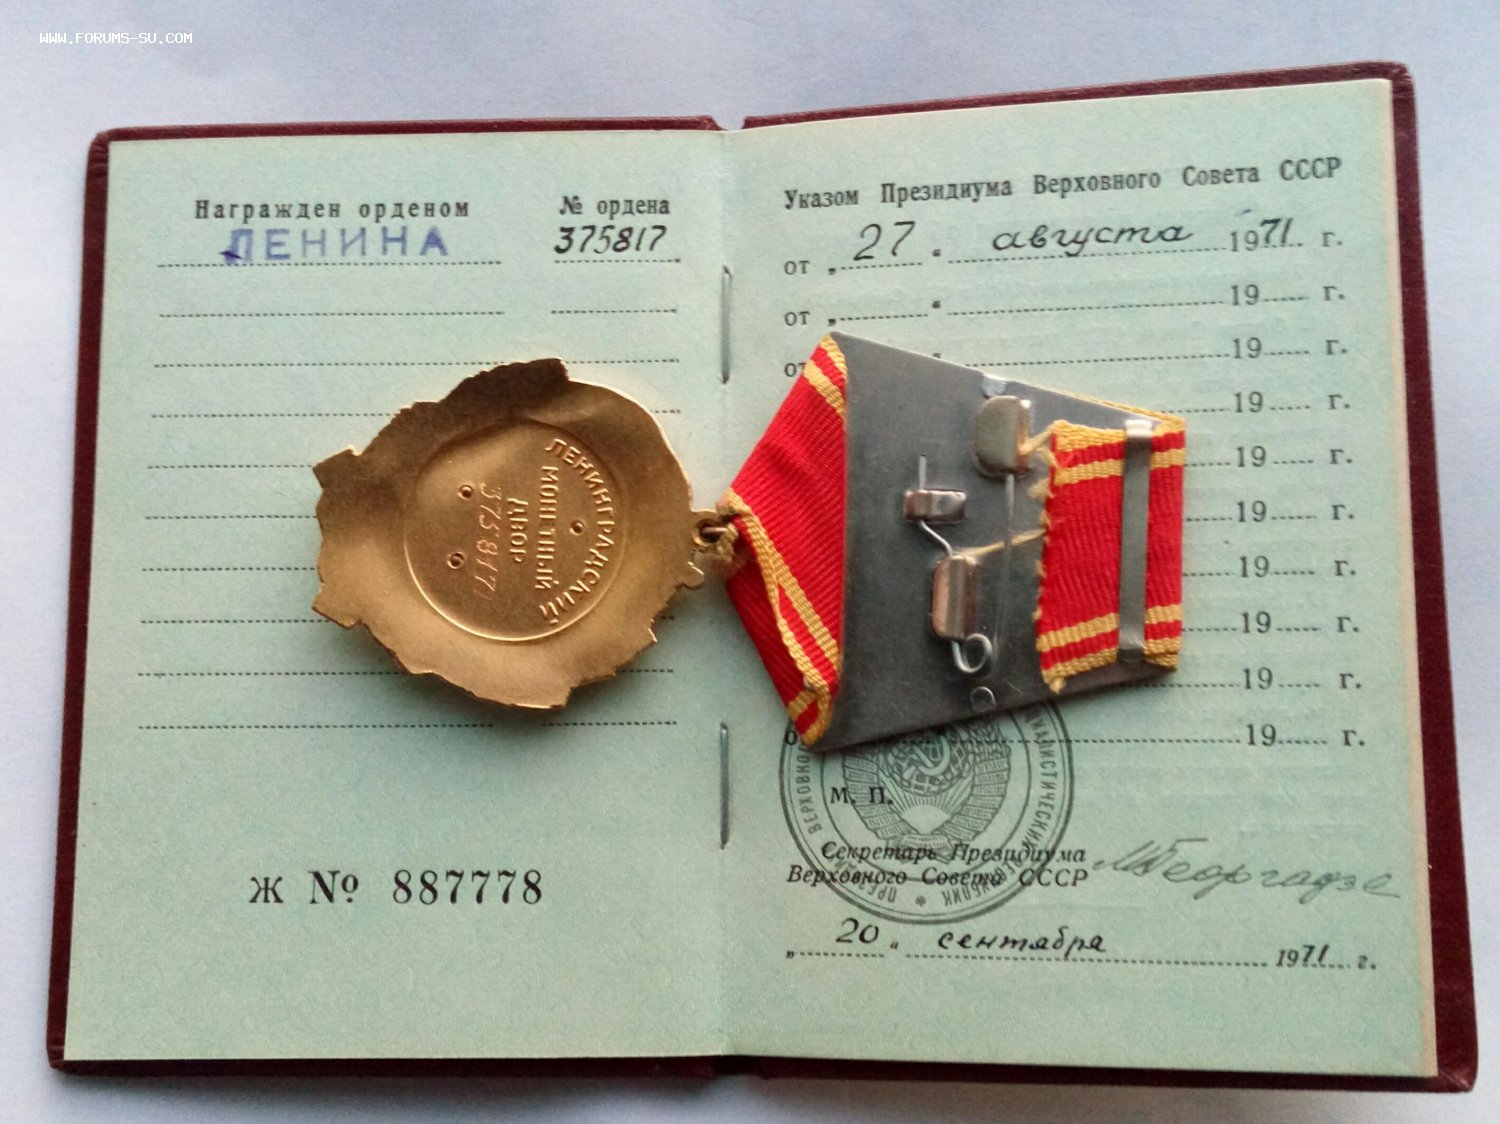 WWW.FORUMS-SU.COM
Награжден орденом № ордена
ЛЕНИНА 375817
Ж № 887778
ЛЕНИНГРАДСКИЙ
МОНЕТНЫЙ
ДВОР
375817
Указом Президиума Верховного Совета СССР
от „ 27 “ августа 1971 г.
от „ “ 19 г.
от “ 19 г.
19 г.
19 г.
19 г.
19 г.
19 г.
19 г.
19 г.
М. П.
Секретарь Президиума
Верховного Совета СССР М Георгадзе
„ 20 “ сентября 1971 г.